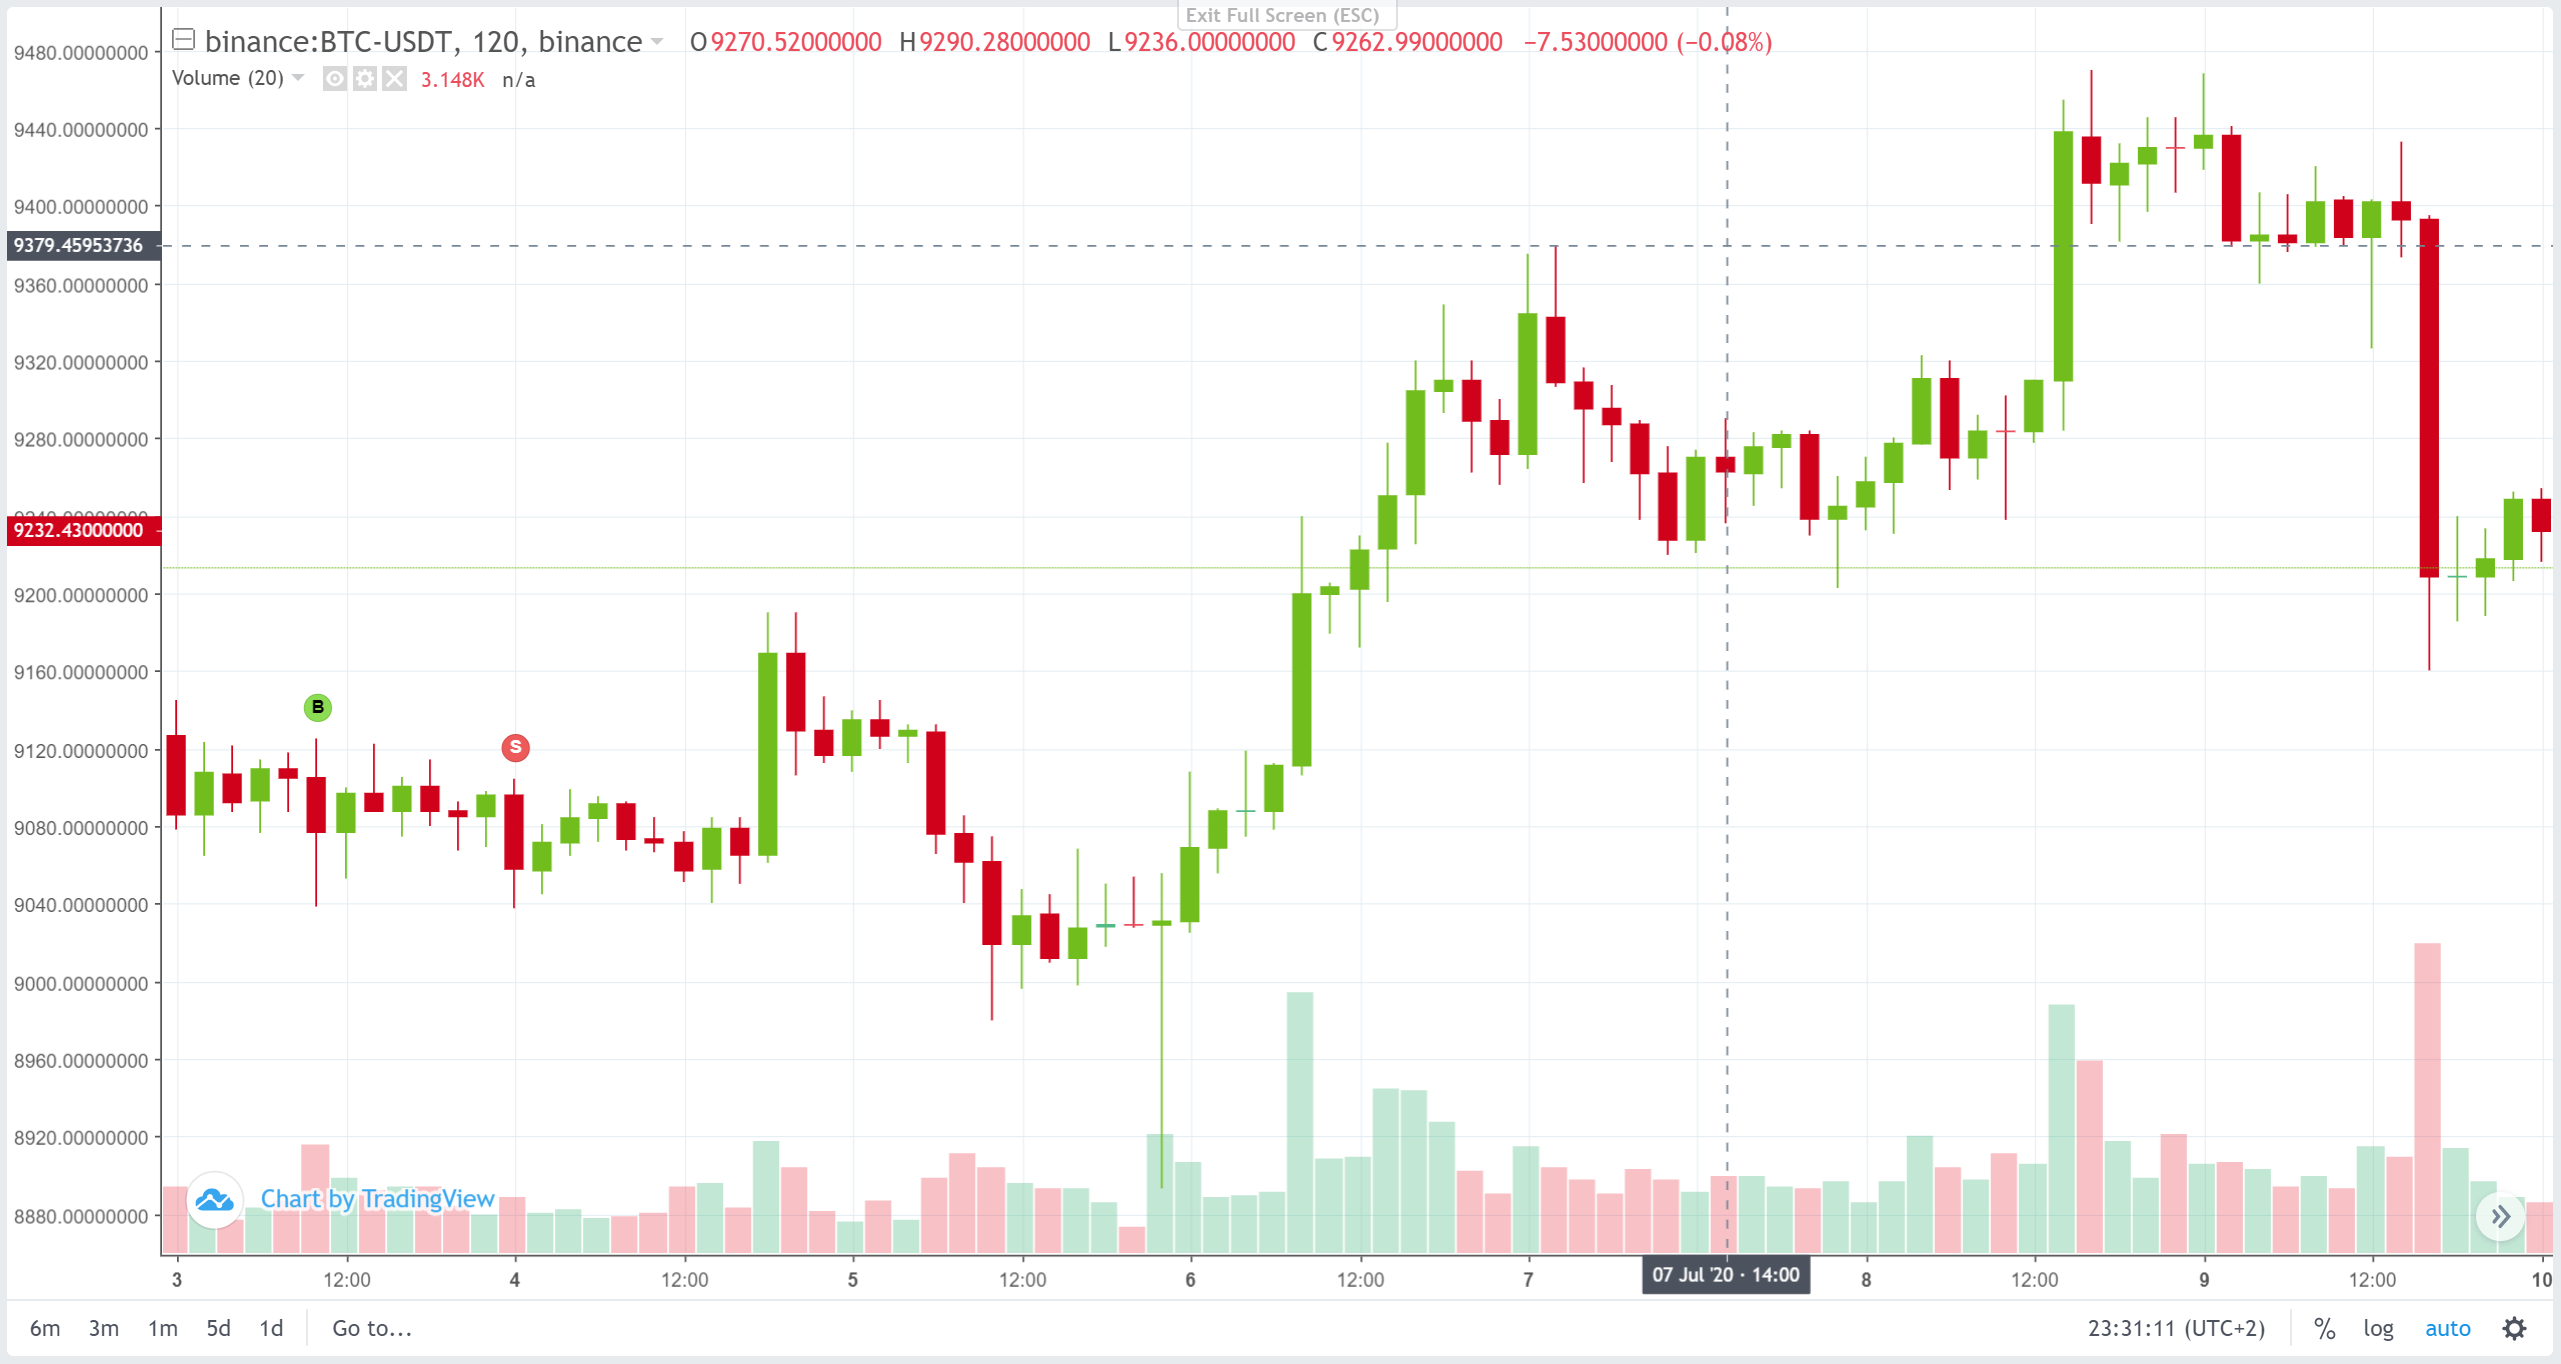 Exit Full Screen (ESC)
binance:BTC-USDT, 120, binance O9270.52000000 H9290.28000000 L9236.00000000 C9262.99000000 −7.53000000 (−0.08%)
Volume (20) 3.148K n/a
9480.00000000
9440.00000000
9400.00000000
9379.45953736
9360.00000000
9320.00000000
9280.00000000
9240.00000000
9232.43000000
9200.00000000
9160.00000000
B
S
9120.00000000
9080.00000000
9040.00000000
9000.00000000
8960.00000000
8920.00000000
Chart by TradingView
8880.00000000
3 12:00 4 12:00 5 12:00 6 12:00 7 07 Jul '20 · 14:00 8 12:00 9 12:00 10
6m 3m 1m 5d 1d Go to... 23:31:11 (UTC+2) % log auto